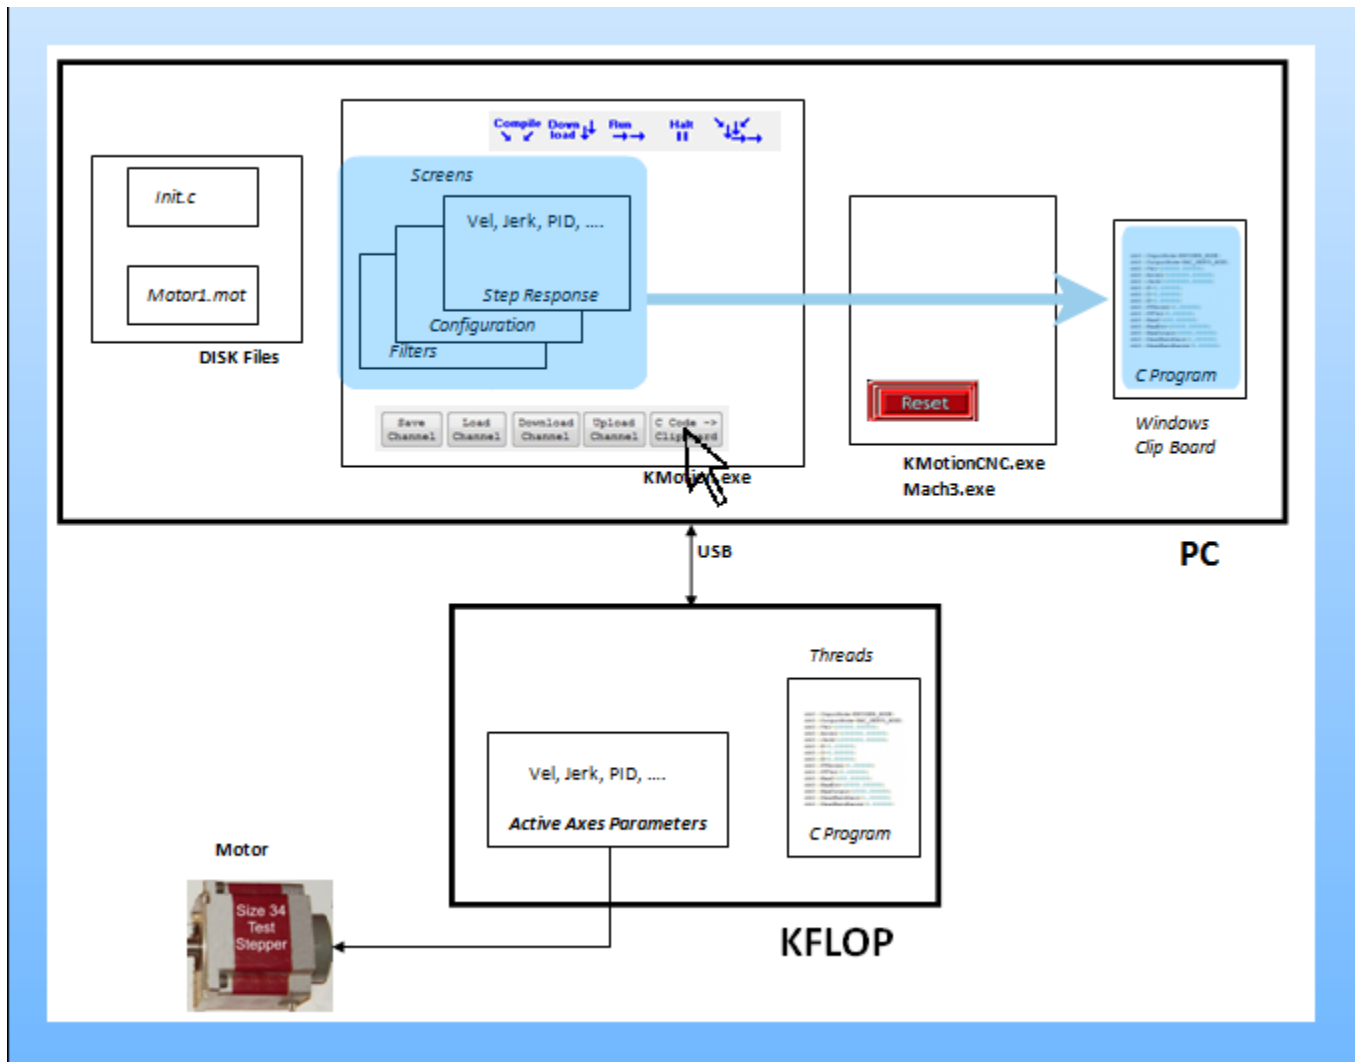 Compile Down load Run Halt
Screens
Init.c
Vel, Jerk, PID, ....
Motor1.mot
Step Response
Configuration
Filters
DISK Files
C Program
Reset
Save Channel
Load Channel
Download Channel
Upload Channel
C Code -> Clipboard
Windows
Clip Board
KMotion.exe
KMotionCNC.exe
Mach3.exe
USB
PC
Threads
Vel, Jerk, PID, ....
Active Axes Parameters
C Program
Motor
Size 34
Test
Stepper
KFLOP